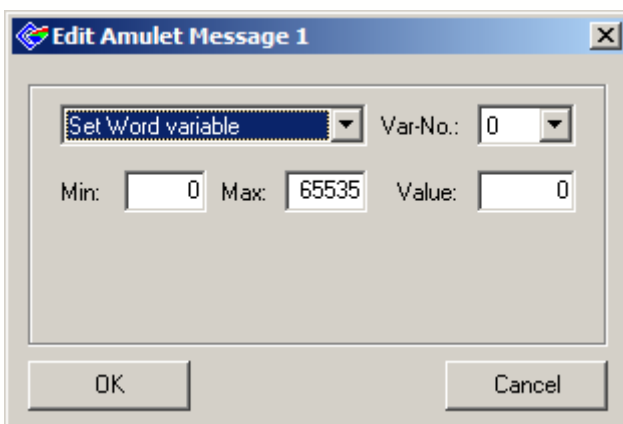 Edit Amulet Message 1
Set Word variable Var-No.: 0
Min: 0 Max: 65535 Value: 0
OK Cancel